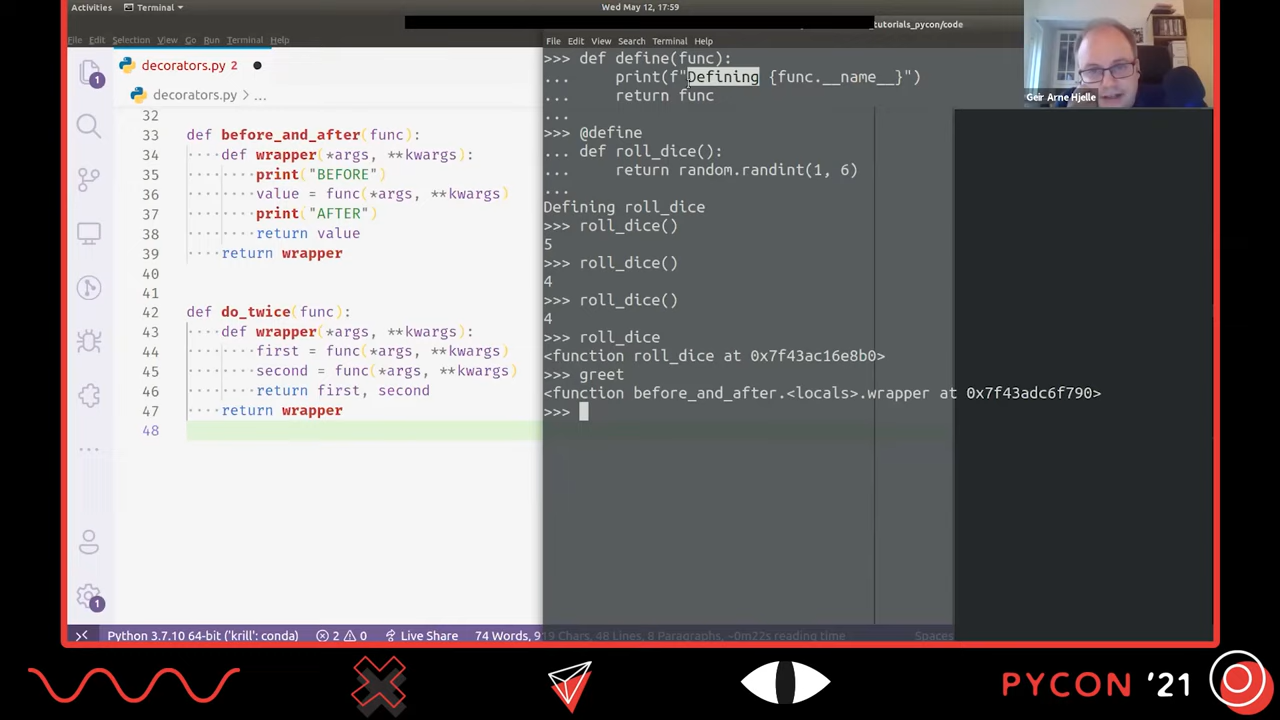 Activities Terminal Wed May 12, 17:59
_tutorials_pycon/code
File Edit Selection View Go Run Terminal Help
decorators.py 2
decorators.py > ...
32
33 def before_and_after(func):
34 def wrapper(*args, **kwargs):
35 print("BEFORE")
36 value = func(*args, **kwargs)
37 print("AFTER")
38 return value
39 return wrapper
40
41
42 def do_twice(func):
43 def wrapper(*args, **kwargs):
44 first = func(*args, **kwargs)
45 second = func(*args, **kwargs)
46 return first, second
47 return wrapper
48
File Edit View Search Terminal Help
>>> def define(func):
... print(f"Defining {func.__name__}")
... return func
...
>>> @define
... def roll_dice():
... return random.randint(1, 6)
...
Defining roll_dice
>>> roll_dice()
5
>>> roll_dice()
4
>>> roll_dice()
4
>>> roll_dice
<function roll_dice at 0x7f43ac16e8b0>
>>> greet
<function before_and_after.<locals>.wrapper at 0x7f43adc6f790>
>>>
Geir Arne Hjelle
1
1
Python 3.7.10 64-bit ('krill': conda) 2 0 Live Share 74 Words, 919 Chars, 48 Lines, 8 Paragraphs, ~0m22s reading time Spaces
PYCON '21